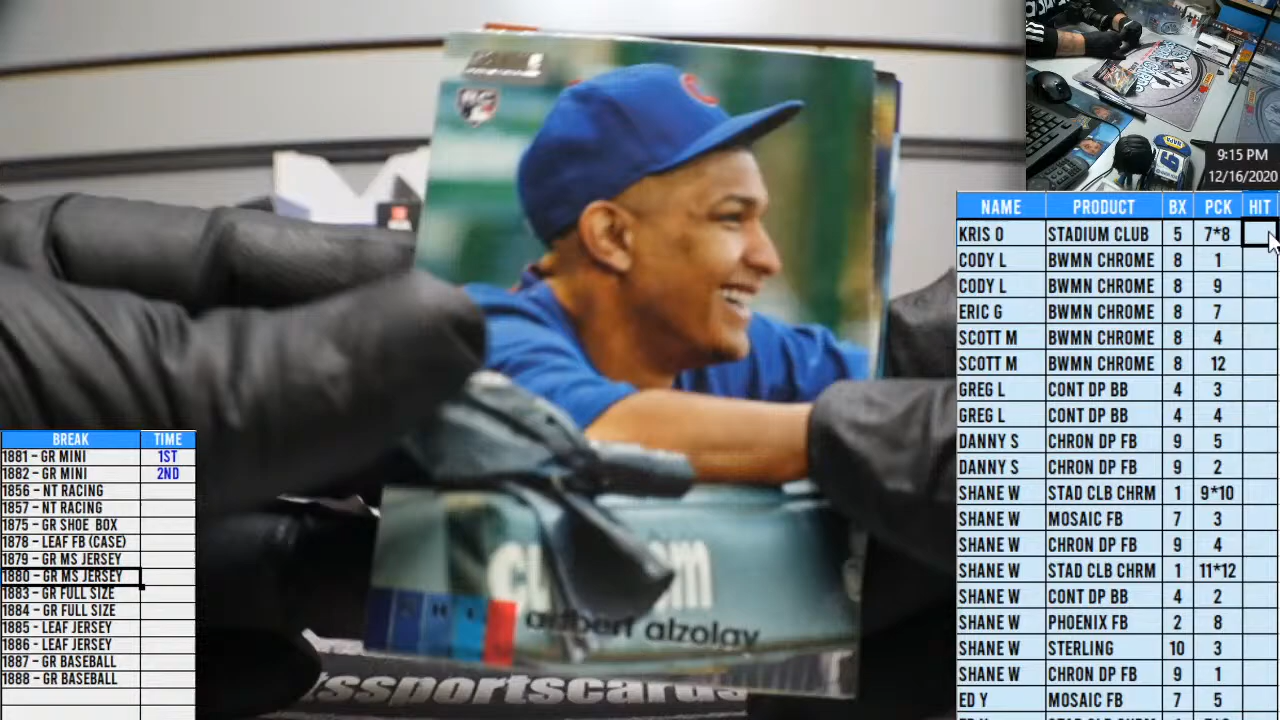 RC
9:15 PM
12/16/2020
NAME PRODUCT BX PCK HIT
KRIS O STADIUM CLUB 5 7*8
CODY L BWMN CHROME 8 1
CODY L BWMN CHROME 8 9
ERIC G BWMN CHROME 8 7
SCOTT M BWMN CHROME 8 4
SCOTT M BWMN CHROME 8 12
GREG L CONT DP BB 4 3
GREG L CONT DP BB 4 4
DANNY S CHRON DP FB 9 5
DANNY S CHRON DP FB 9 2
SHANE W STAD CLB CHRM 1 9*10
SHANE W MOSAIC FB 7 3
SHANE W CHRON DP FB 9 4
SHANE W STAD CLB CHRM 1 11*12
SHANE W CONT DP BB 4 2
SHANE W PHOENIX FB 2 8
SHANE W STERLING 10 3
SHANE W CHRON DP FB 9 1
ED Y MOSAIC FB 7 5
BREAK TIME
1881 - GR MINI 1ST
1882 - GR MINI 2ND
1856 - NT RACING
1857 - NT RACING
1875 - GR SHOE BOX
1878 - LEAF FB (CASE)
1879 - GR MS JERSEY
1880 - GR MS JERSEY
1883 - GR FULL SIZE
1884 - GR FULL SIZE
1885 - LEAF JERSEY
1886 - LEAF JERSEY
1887 - GR BASEBALL
1888 - GR BASEBALL
adbert alzolay
ssportscards